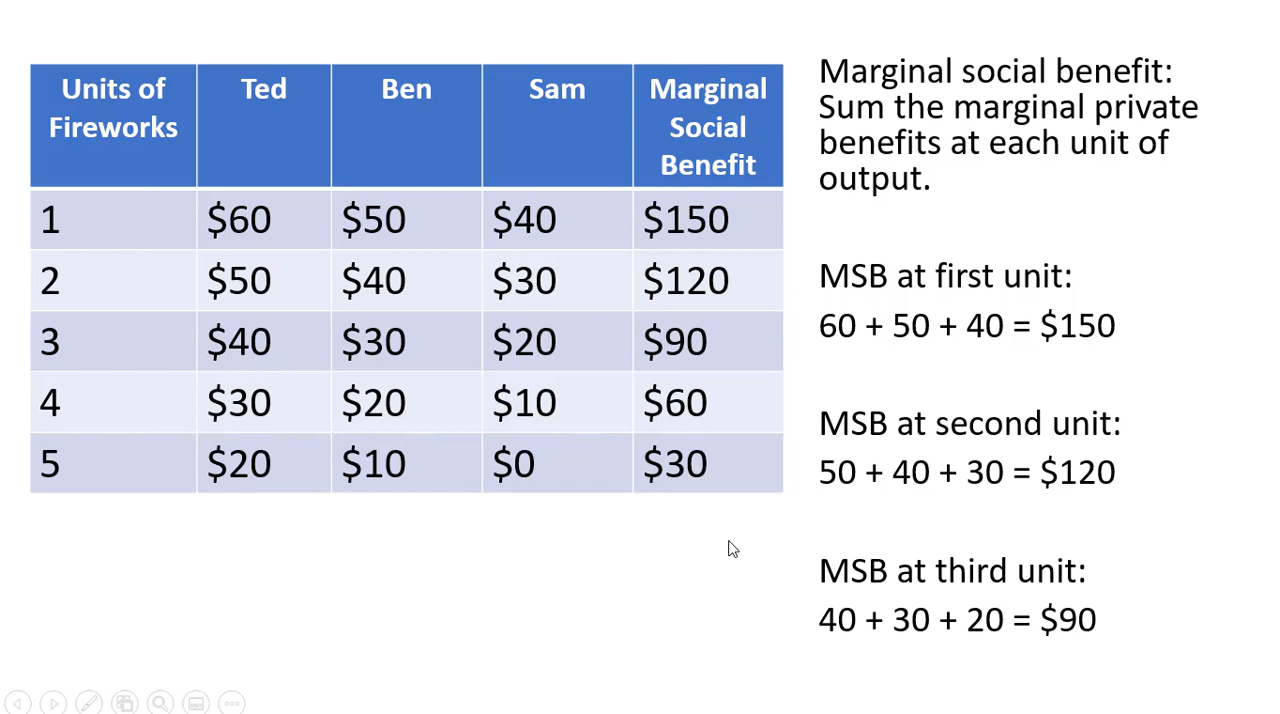 Units of Fireworks Ted Ben Sam Marginal Social Benefit
1 $60 $50 $40 $150
2 $50 $40 $30 $120
3 $40 $30 $20 $90
4 $30 $20 $10 $60
5 $20 $10 $0 $30
Marginal social benefit:
Sum the marginal private
benefits at each unit of
output.
MSB at first unit:
60 + 50 + 40 = $150
MSB at second unit:
50 + 40 + 30 = $120
MSB at third unit:
40 + 30 + 20 = $90